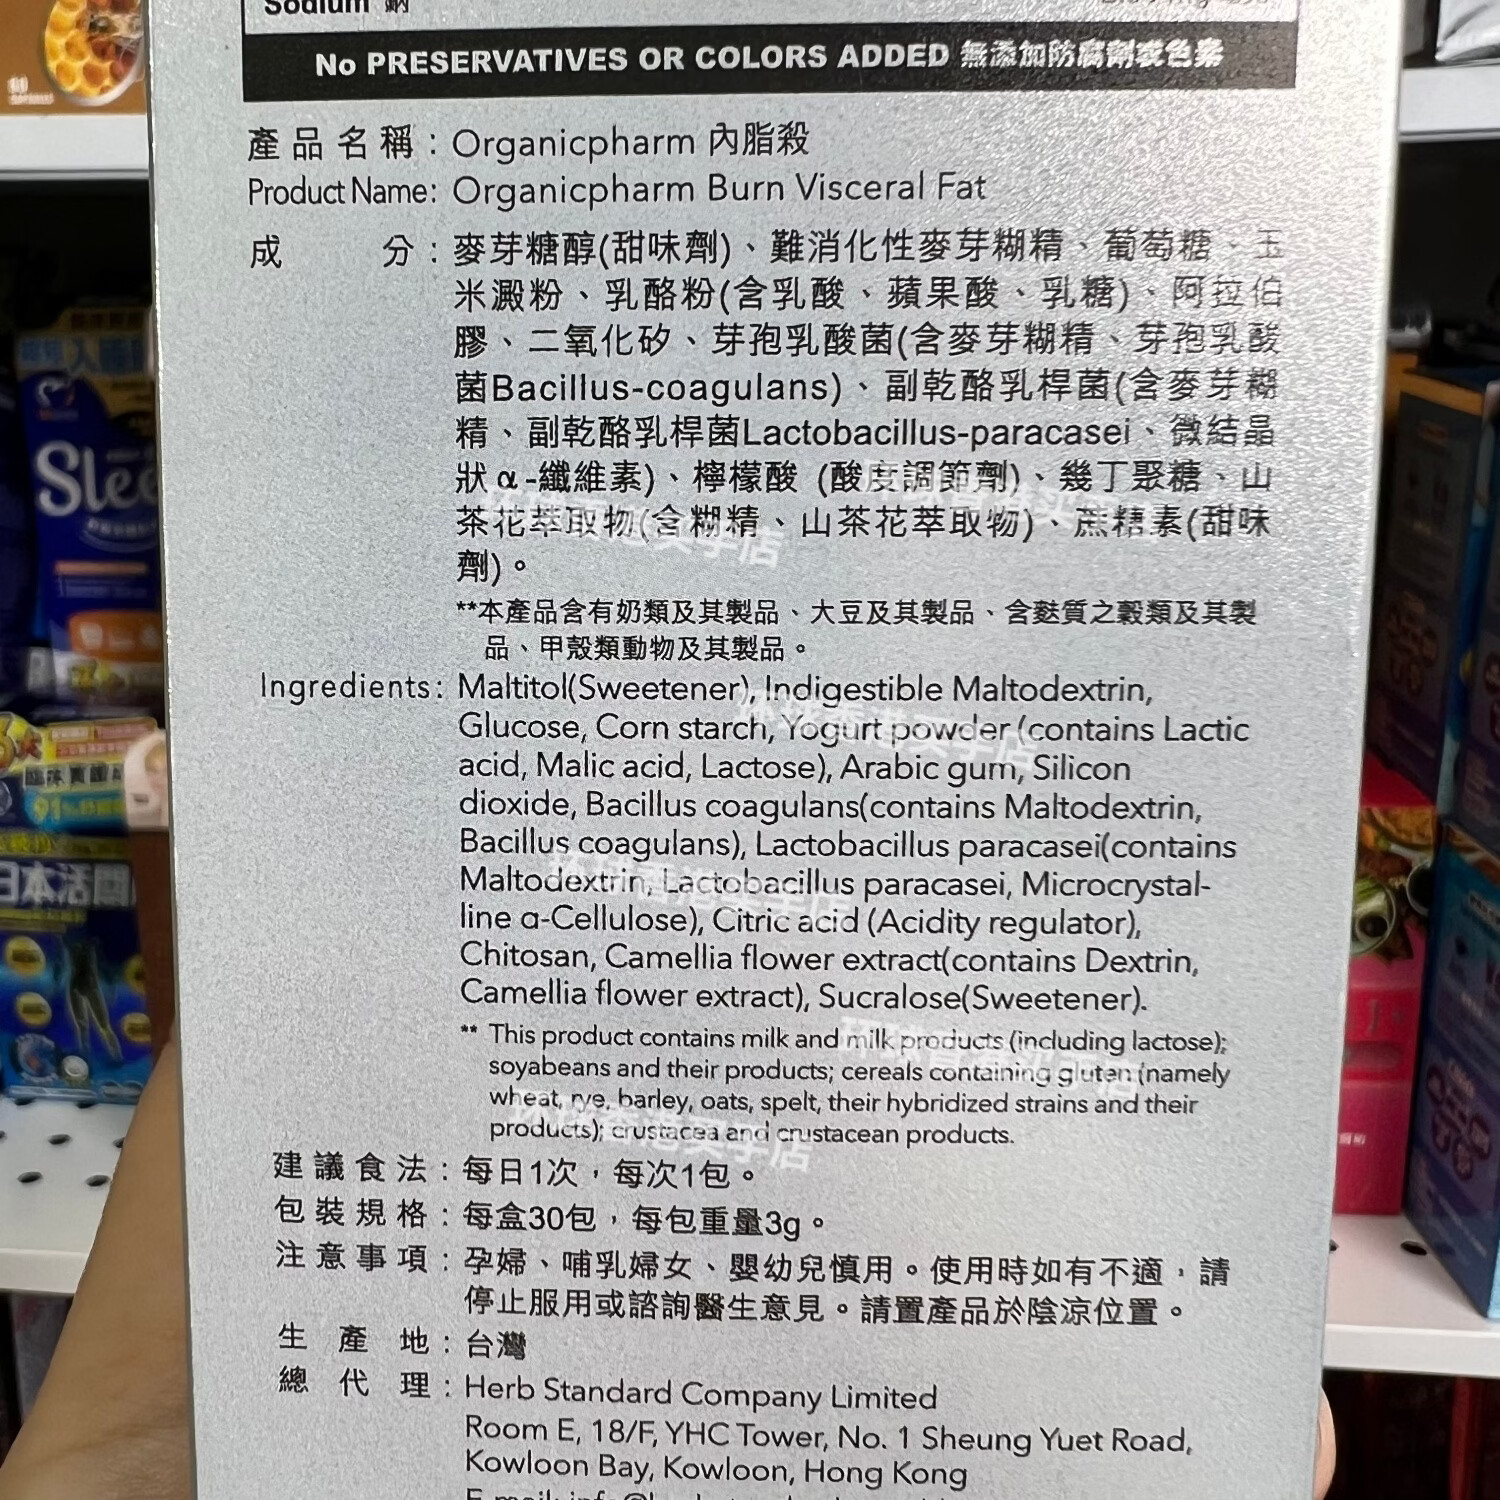 Sodium 鈉
No PRESERVATIVES OR COLORS ADDED 無添加防腐劑或色素
產品名稱：Organicpharm 內脂殺
Product Name: Organicpharm Burn Visceral Fat
成分：麥芽糖醇(甜味劑)、難消化性麥芽糊精、葡萄糖、玉
米澱粉、乳酪粉(含乳酸、蘋果酸、乳糖)、阿拉伯
膠、二氧化矽、芽孢乳酸菌(含麥芽糊精、芽孢乳酸
菌Bacillus-coagulans)、副乾酪乳桿菌(含麥芽糊
精、副乾酪乳桿菌Lactobacillus-paracasei、微結晶
狀α-纖維素)、檸檬酸 (酸度調節劑)、幾丁聚糖、山
茶花萃取物(含糊精、山茶花萃取物)、蔗糖素(甜味
劑)。
**本產品含有奶類及其製品、大豆及其製品、含麩質之穀類及其製
品、甲殼類動物及其製品。
Ingredients: Maltitol(Sweetener), Indigestible Maltodextrin,
Glucose, Corn starch, Yogurt powder (contains Lactic
acid, Malic acid, Lactose), Arabic gum, Silicon
dioxide, Bacillus coagulans(contains Maltodextrin,
Bacillus coagulans), Lactobacillus paracasei(contains
Maltodextrin, Lactobacillus paracasei, Microcrystal-
line α-Cellulose), Citric acid (Acidity regulator),
Chitosan, Camellia flower extract(contains Dextrin,
Camellia flower extract), Sucralose(Sweetener).
** This product contains milk and milk products (including lactose);
soyabeans and their products; cereals containing gluten (namely
wheat, rye, barley, oats, spelt, their hybridized strains and their
products); crustacea and crustacean products.
建議食法：每日1次，每次1包。
包裝規格：每盒30包，每包重量3g。
注意事項：孕婦、哺乳婦女、嬰幼兒慎用。使用時如有不適，請
停止服用或諮詢醫生意見。請置產品於陰涼位置。
生產地：台灣
總代理：Herb Standard Company Limited
Room E, 18/F, YHC Tower, No. 1 Sheung Yuet Road,
Kowloon Bay, Kowloon, Hong Kong